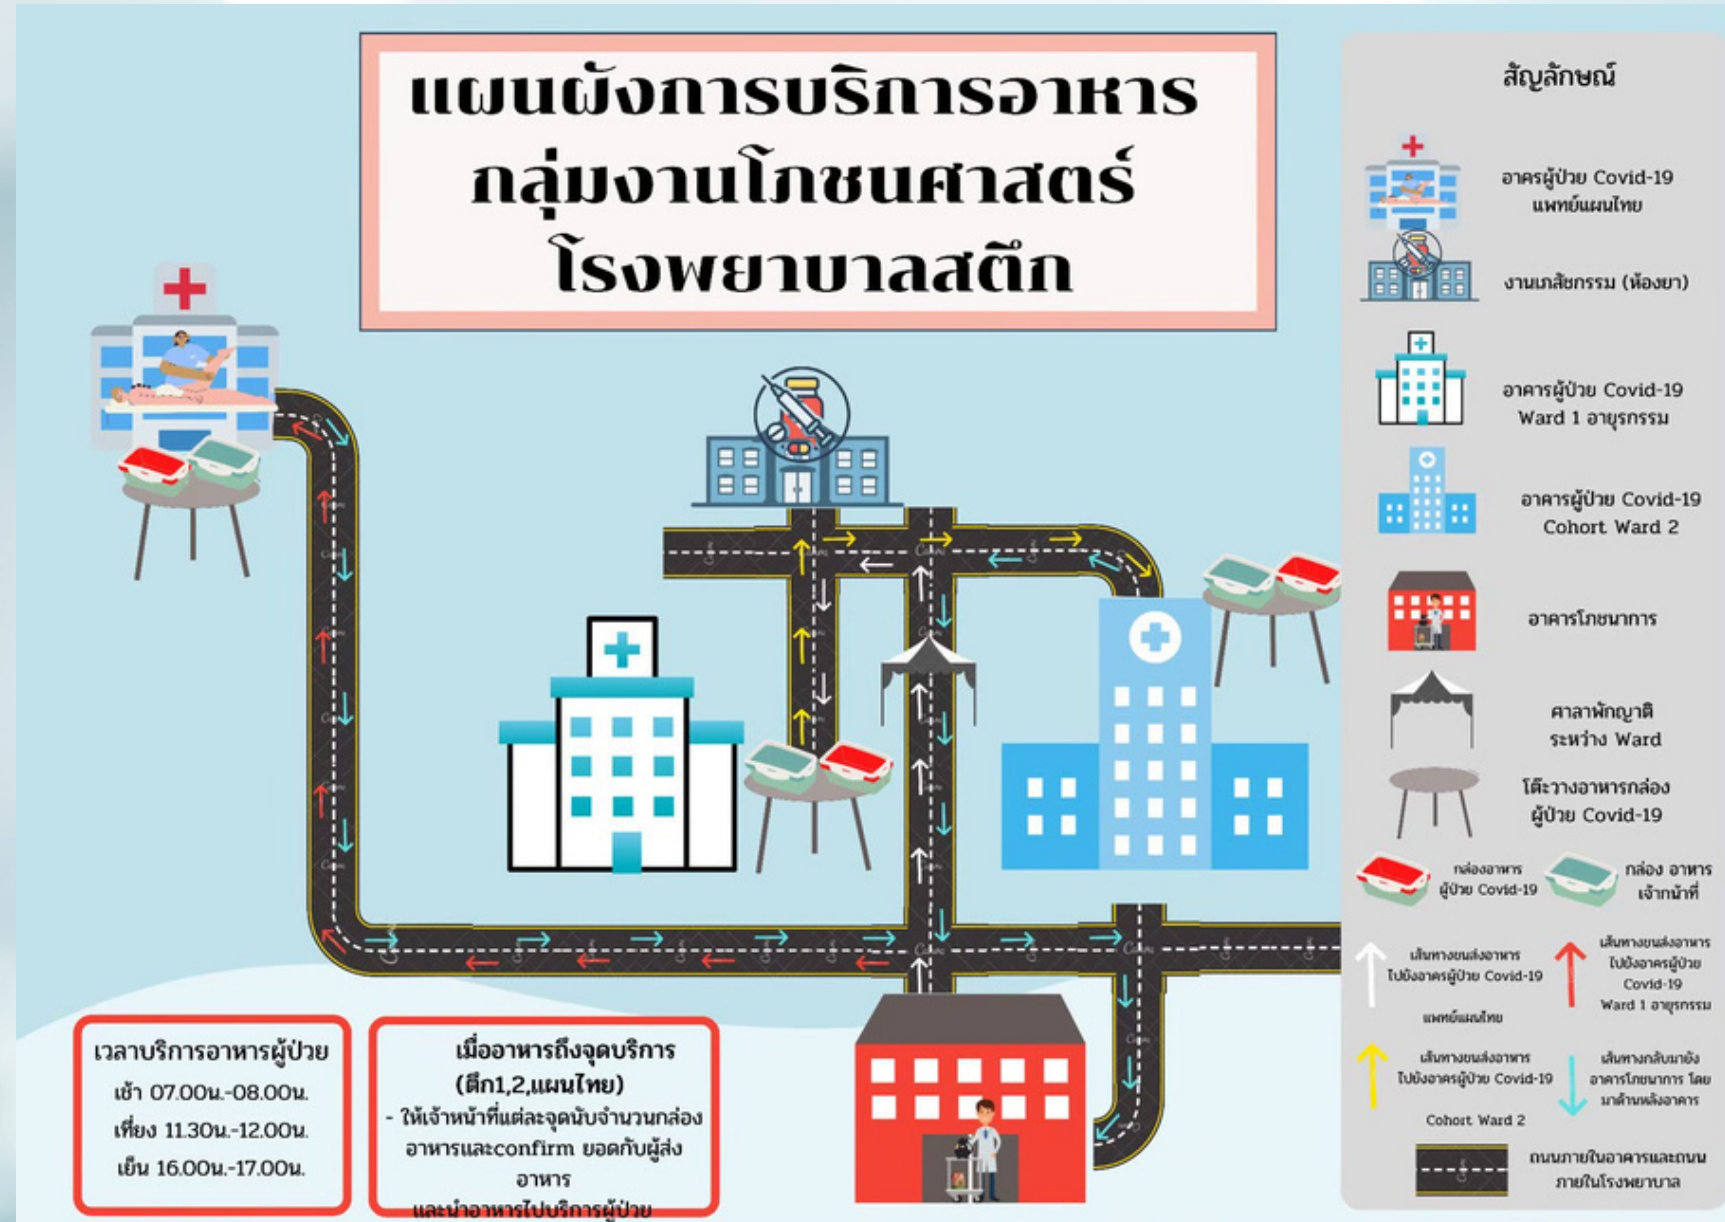 แผนผังการบริการอาหาร
กลุ่มงานโภชนศาสตร์
โรงพยาบาลสตึก
สัญลักษณ์
อาครผู้ป่วย Covid-19
แพทย์แผนไทย
งานเภสัชกรรม (ห้องยา)
อาคารผู้ป่วย Covid-19
Ward 1 อายุรกรรม
อาคารผู้ป่วย Covid-19
Cohort Ward 2
อาคารโภชนาการ
ศาลาพักญาติ
ระหว่าง Ward
โต๊ะวางอาหารกล่อง
ผู้ป่วย Covid-19
กล่องอาหาร
ผู้ป่วย Covid-19
กล่อง อาหาร
เจ้าหน้าที่
เส้นทางขนส่งอาหาร
ไปยังอาครผู้ป่วย Covid-19
แพทย์แผนไทย
เส้นทางขนส่งอาหาร
ไปยังอาครผู้ป่วย
Covid-19
Ward 1 อายุรกรรม
เส้นทางขนส่งอาหาร
ไปยังอาครผู้ป่วย Covid-19
Cohort Ward 2
เส้นทางกลับมายัง
อาคารโภชนาการ โดย
มาด้านหลังอาคาร
ถนนภายในอาคารและถนน
ภายในโรงพยาบาล
เวลาบริการอาหารผู้ป่วย
เช้า 07.00น.-08.00น.
เที่ยง 11.30น.-12.00น.
เย็น 16.00น.-17.00น.
เมื่ออาหารถึงจุดบริการ
(ตึก1,2,แผนไทย)
- ให้เจ้าหน้าที่แต่ละจุดนับจำนวนกล่อง
อาหารและconfirm ยอดกับผู้ส่ง
อาหาร
และนำอาหารไปบริการผู้ป่วย